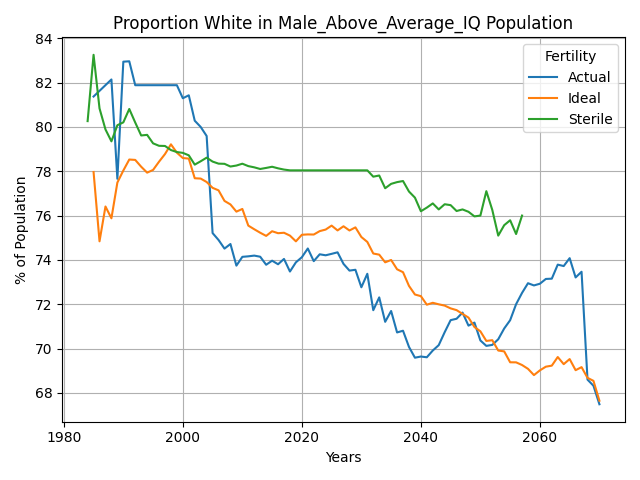 Proportion White in Male_Above_Average_IQ Population
% of Population
84
82
80
78
76
74
72
70
68
Fertility
Actual
Ideal
Sterile
1980
2000
2020
2040
2060
Years